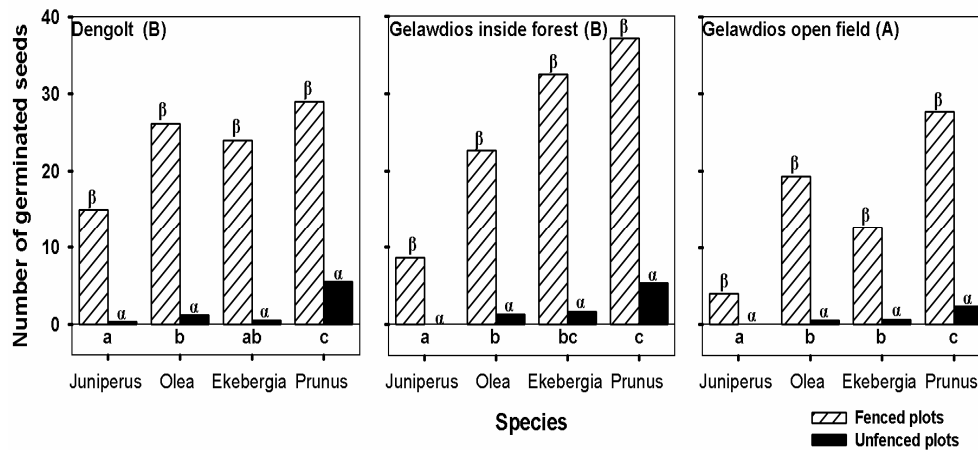 Number of germinated seeds
40
30
20
10
0
Dengolt (B)
β
α
β
α
β
α
β
α
a b ab c
Juniperus Olea Ekebergia Prunus
Gelawdios inside forest (B)
β
α
β
α
β
α
β
α
a b bc c
Juniperus Olea Ekebergia Prunus
Gelawdios open field (A)
β
α
β
α
β
α
β
α
a b b c
Juniperus Olea Ekebergia Prunus
Species
Fenced plots
Unfenced plots